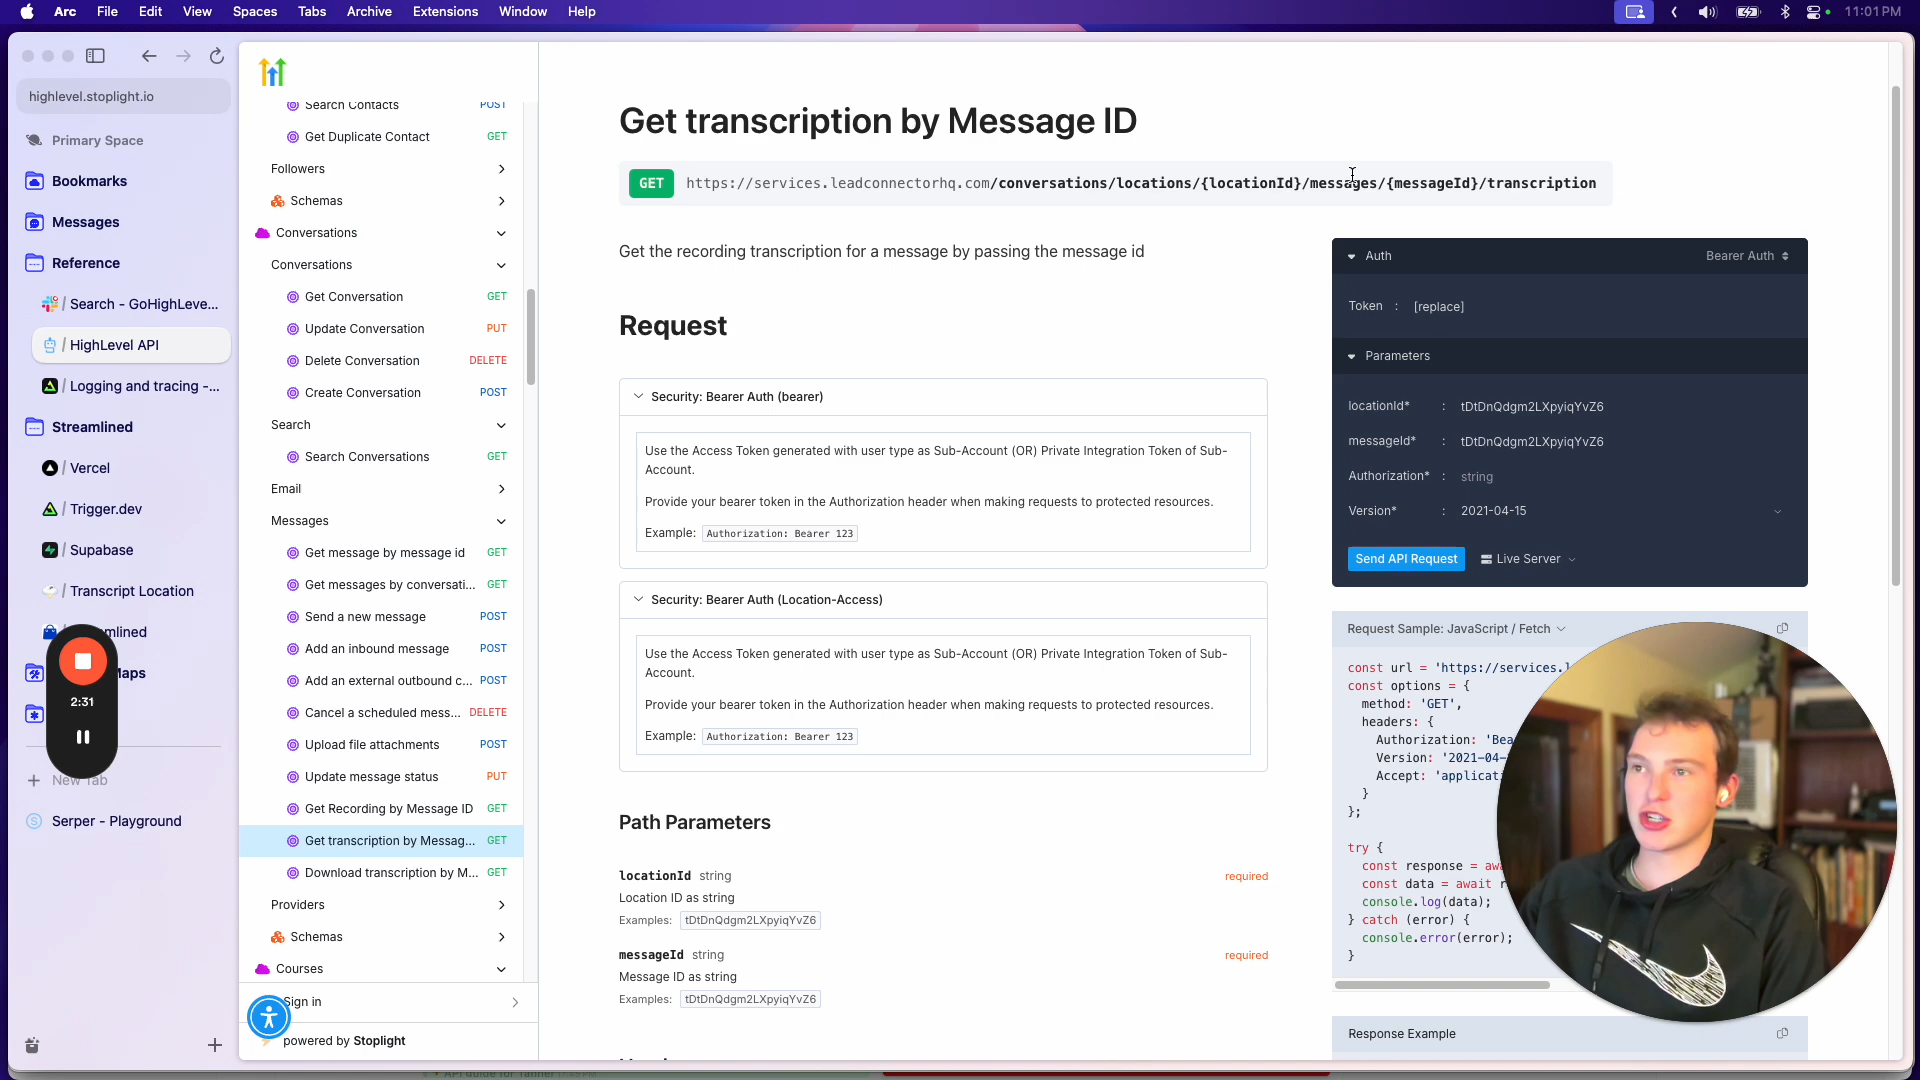 Arc File Edit View Spaces Tabs Archive Extensions Window Help
11:01PM
highlevel.stoplight.io
Primary Space
Bookmarks
Messages
Reference
/ Search - GoHighLeve...
/ HighLevel API
/ Logging and tracing -...
Streamlined
Vercel
Trigger.dev
Supabase
/ Transcript Location
mlined
Maps
2:31
New Tab
Serper - Playground
Search Contacts POST
Get Duplicate Contact GET
Followers
Schemas
Conversations
Conversations
Get Conversation GET
Update Conversation PUT
Delete Conversation DELETE
Create Conversation POST
Search
Search Conversations GET
Email
Messages
Get message by message id GET
Get messages by conversati... GET
Send a new message POST
Add an inbound message POST
Add an external outbound c... POST
Cancel a scheduled mess... DELETE
Upload file attachments POST
Update message status PUT
Get Recording by Message ID GET
Get transcription by Messag... GET
Download transcription by M... GET
Providers
Schemas
Courses
Sign in
powered by Stoplight
Get transcription by Message ID
GET https://services.leadconnectorhq.com/conversations/locations/{locationId}/messages/{messageId}/transcription
Get the recording transcription for a message by passing the message id
Request
Security: Bearer Auth (bearer)
Use the Access Token generated with user type as Sub-Account (OR) Private Integration Token of Sub-
Account.
Provide your bearer token in the Authorization header when making requests to protected resources.
Example: Authorization: Bearer 123
Security: Bearer Auth (Location-Access)
Use the Access Token generated with user type as Sub-Account (OR) Private Integration Token of Sub-
Account.
Provide your bearer token in the Authorization header when making requests to protected resources.
Example: Authorization: Bearer 123
Path Parameters
locationId string required
Location ID as string
Examples: tDtDnQdgm2LXpyiqYvZ6
messageId string required
Message ID as string
Examples: tDtDnQdgm2LXpyiqYvZ6
Auth Bearer Auth
Token : [replace]
Parameters
locationId* : tDtDnQdgm2LXpyiqYvZ6
messageId* : tDtDnQdgm2LXpyiqYvZ6
Authorization* : string
Version* : 2021-04-15
Send API Request Live Server
Request Sample: JavaScript / Fetch
const url = 'https://services.l
const options = {
method: 'GET',
headers: {
Authorization: 'Bea
Version: '2021-04-
Accept: 'applicati
}
};
try {
const response = awa
const data = await r
console.log(data);
} catch (error) {
console.error(error);
}
Response Example